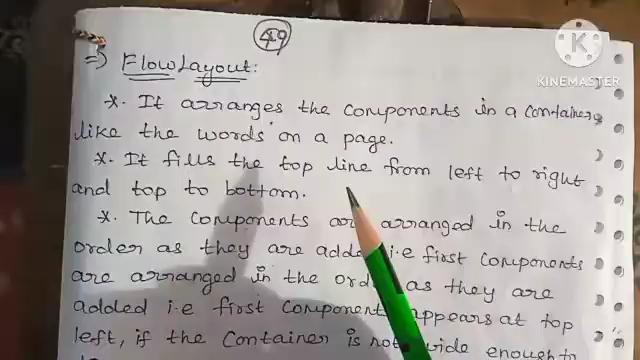 49
K
KINEMASTER
=> FlowLayout:
*. It arranges the components in a container
like the words on a page.
*. It fills the top line from left to right
and top to bottom.
*. The components are arranged in the
order as they are added i.e first components
are arranged in the order as they are
added i.e first components appears at top
left, if the container is not wide enough to